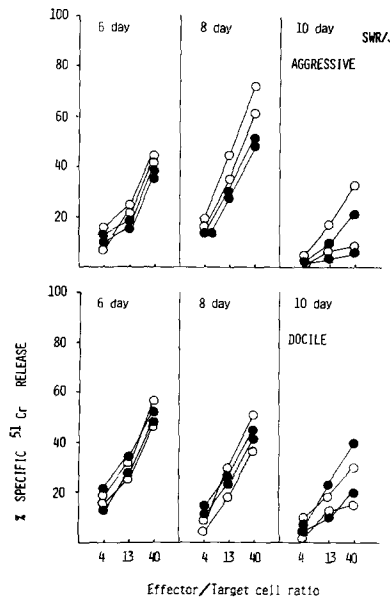 6 day 8 day 10 day SWR/J
AGGRESSIVE
100
80
60
40
20
6 day 8 day 10 day
DOCILE
100
80
60
40
20
% SPECIFIC 51Cr RELEASE
4 13 40 4 13 40 4 13 40
Effector/Target cell ratio